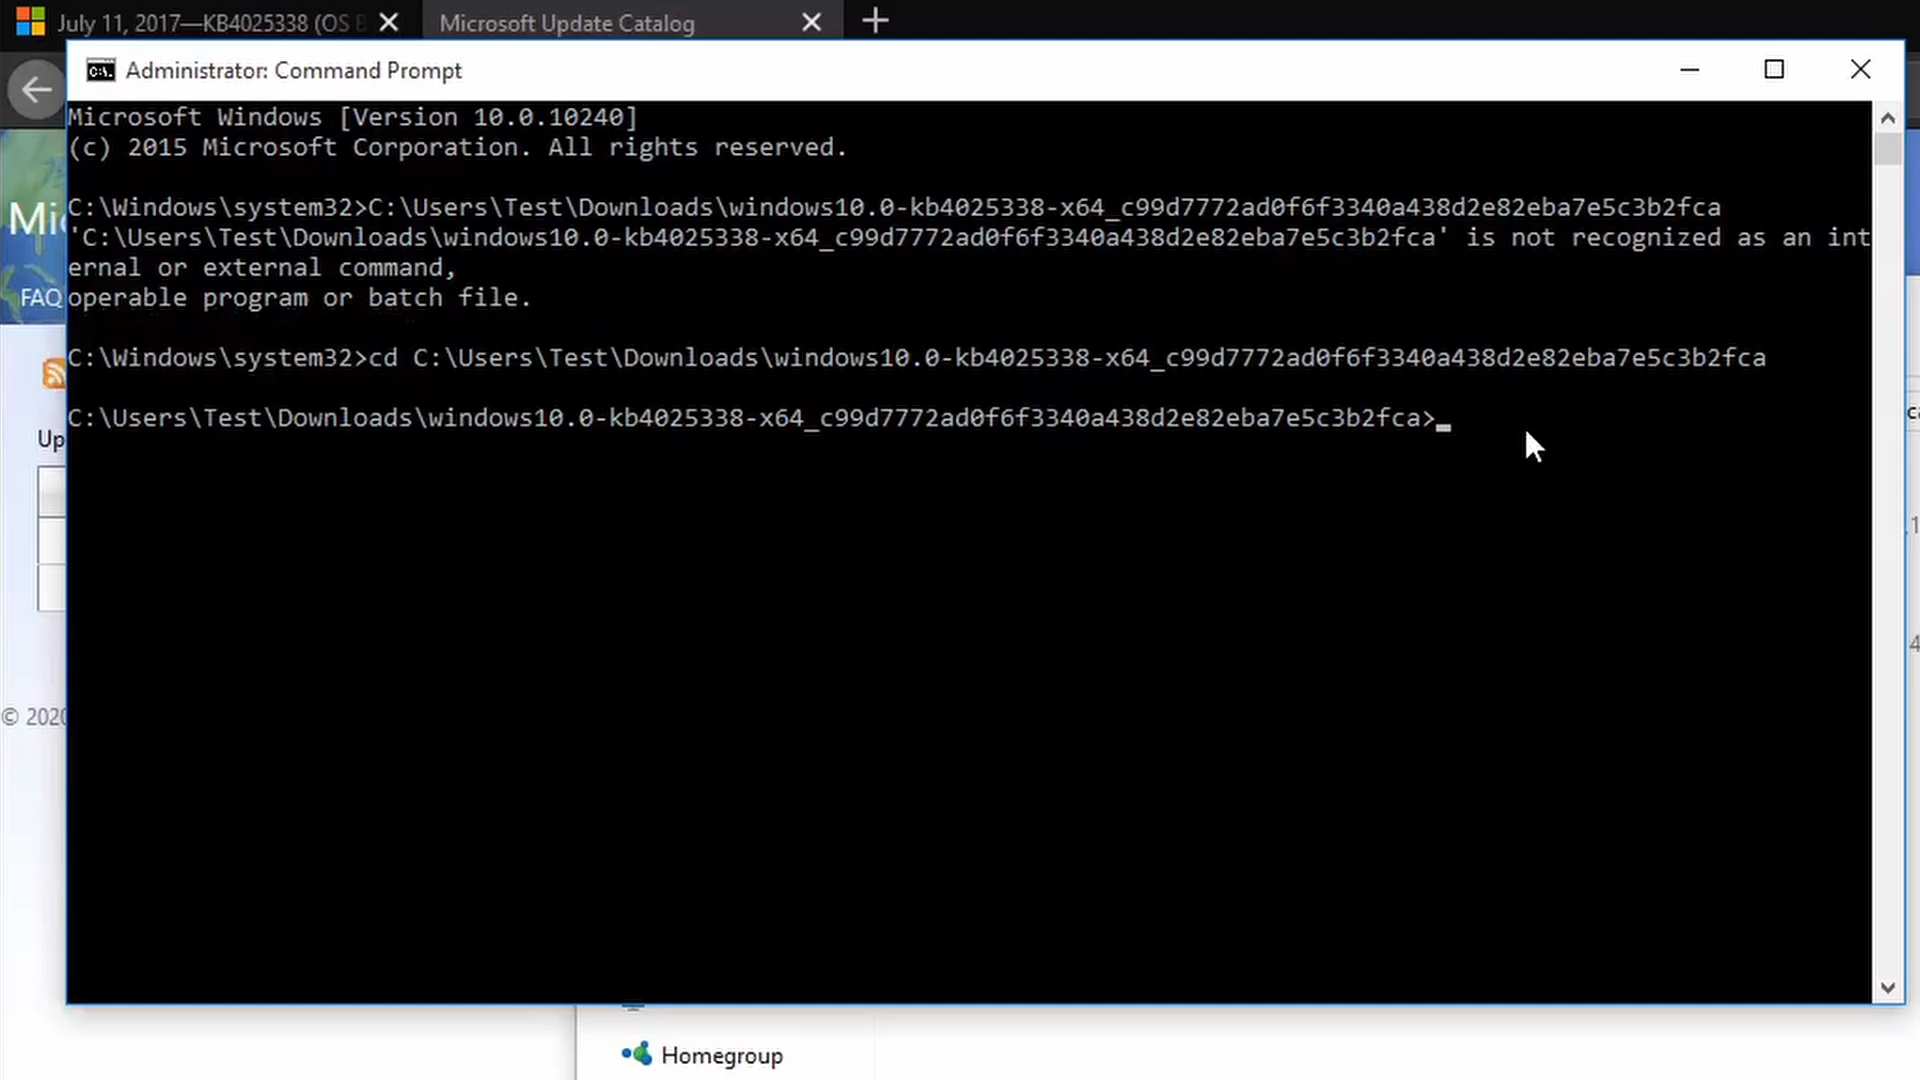 July 11, 2017—KB4025338 (OS B
Microsoft Update Catalog
Administrator: Command Prompt
Microsoft Windows [Version 10.0.10240]
(c) 2015 Microsoft Corporation. All rights reserved.
C:\Windows\system32>C:\Users\Test\Downloads\windows10.0-kb4025338-x64_c99d7772ad0f6f3340a438d2e82eba7e5c3b2fca
'C:\Users\Test\Downloads\windows10.0-kb4025338-x64_c99d7772ad0f6f3340a438d2e82eba7e5c3b2fca' is not recognized as an int
ernal or external command,
operable program or batch file.
C:\Windows\system32>cd C:\Users\Test\Downloads\windows10.0-kb4025338-x64_c99d7772ad0f6f3340a438d2e82eba7e5c3b2fca
C:\Users\Test\Downloads\windows10.0-kb4025338-x64_c99d7772ad0f6f3340a438d2e82eba7e5c3b2fca>
Mi
FAQ
Up
© 2020
Homegroup